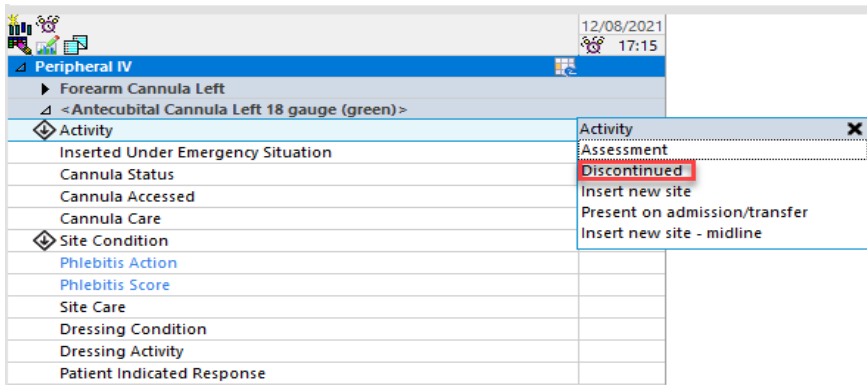 12/08/2021
17:15
Peripheral IV
Forearm Cannula Left
<Antecubital Cannula Left 18 gauge (green)>
Activity
Inserted Under Emergency Situation
Cannula Status
Cannula Accessed
Cannula Care
Site Condition
Phlebitis Action
Phlebitis Score
Site Care
Dressing Condition
Dressing Activity
Patient Indicated Response
Activity
Assessment
Discontinued
Insert new site
Present on admission/transfer
Insert new site - midline